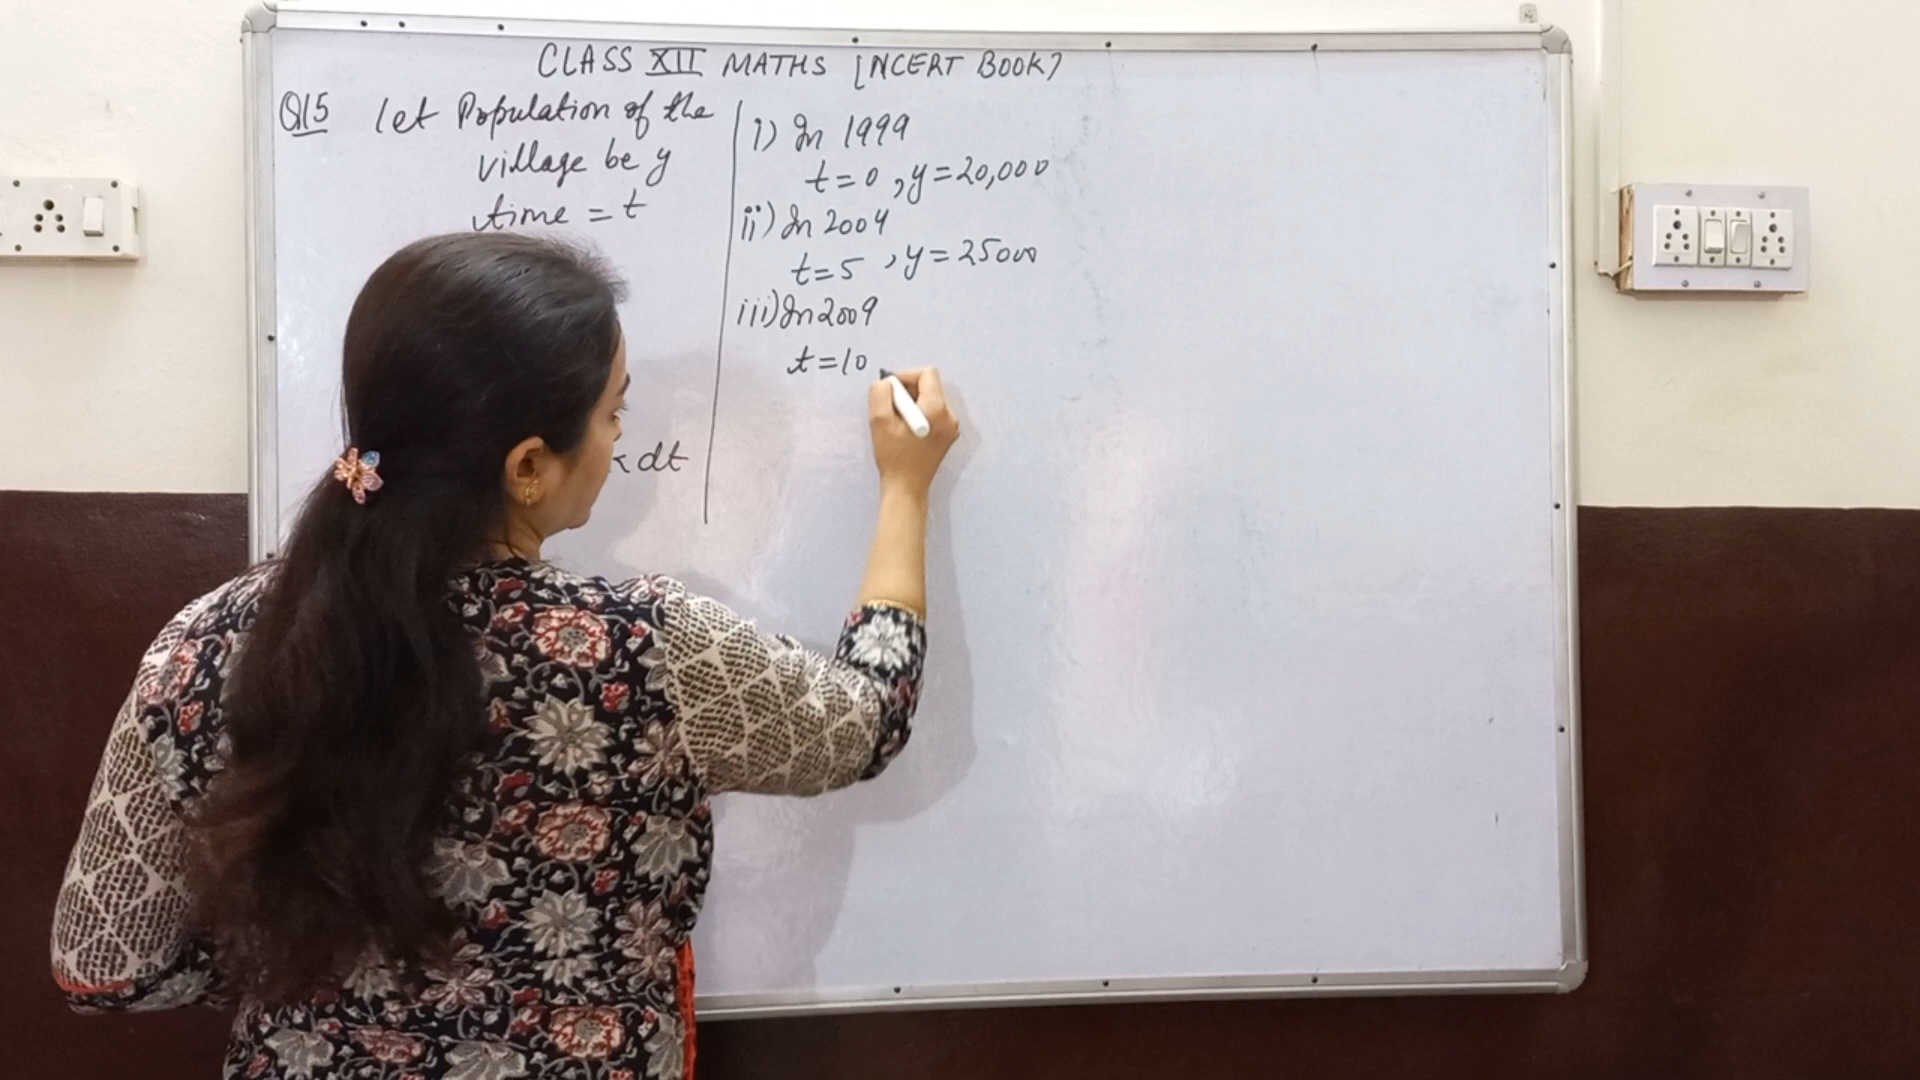 CLASS XII MATHS [NCERT BOOK]
Q15 let Population of the
village be y
time = t
dt
i) In 1999
t=0, y=20,000
ii) In 2004
t=5, y=25000
iii) In 2009
t=10